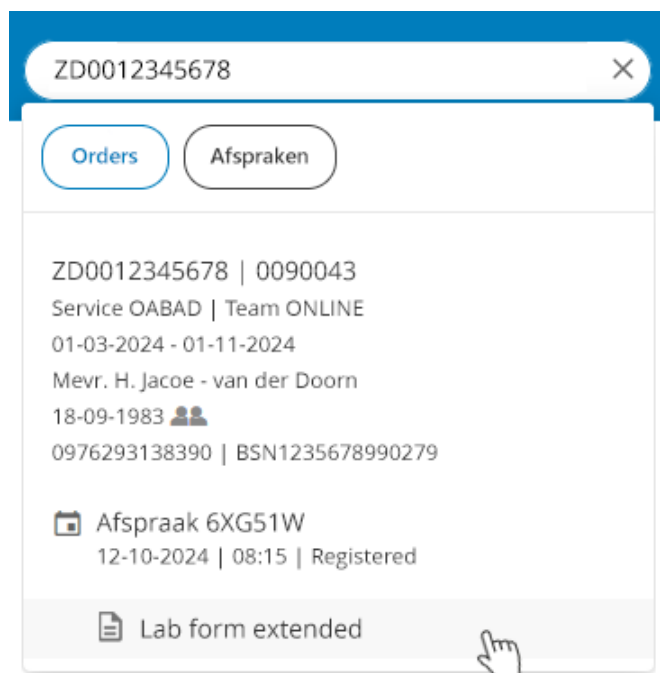 ZD0012345678
Orders Afspraken
ZD0012345678 | 0090043
Service OABAD | Team ONLINE
01-03-2024 - 01-11-2024
Mevr. H. Jacoe - van der Doorn
18-09-1983
0976293138390 | BSN1235678990279
Afspraak 6XG51W
12-10-2024 | 08:15 | Registered
Lab form extended